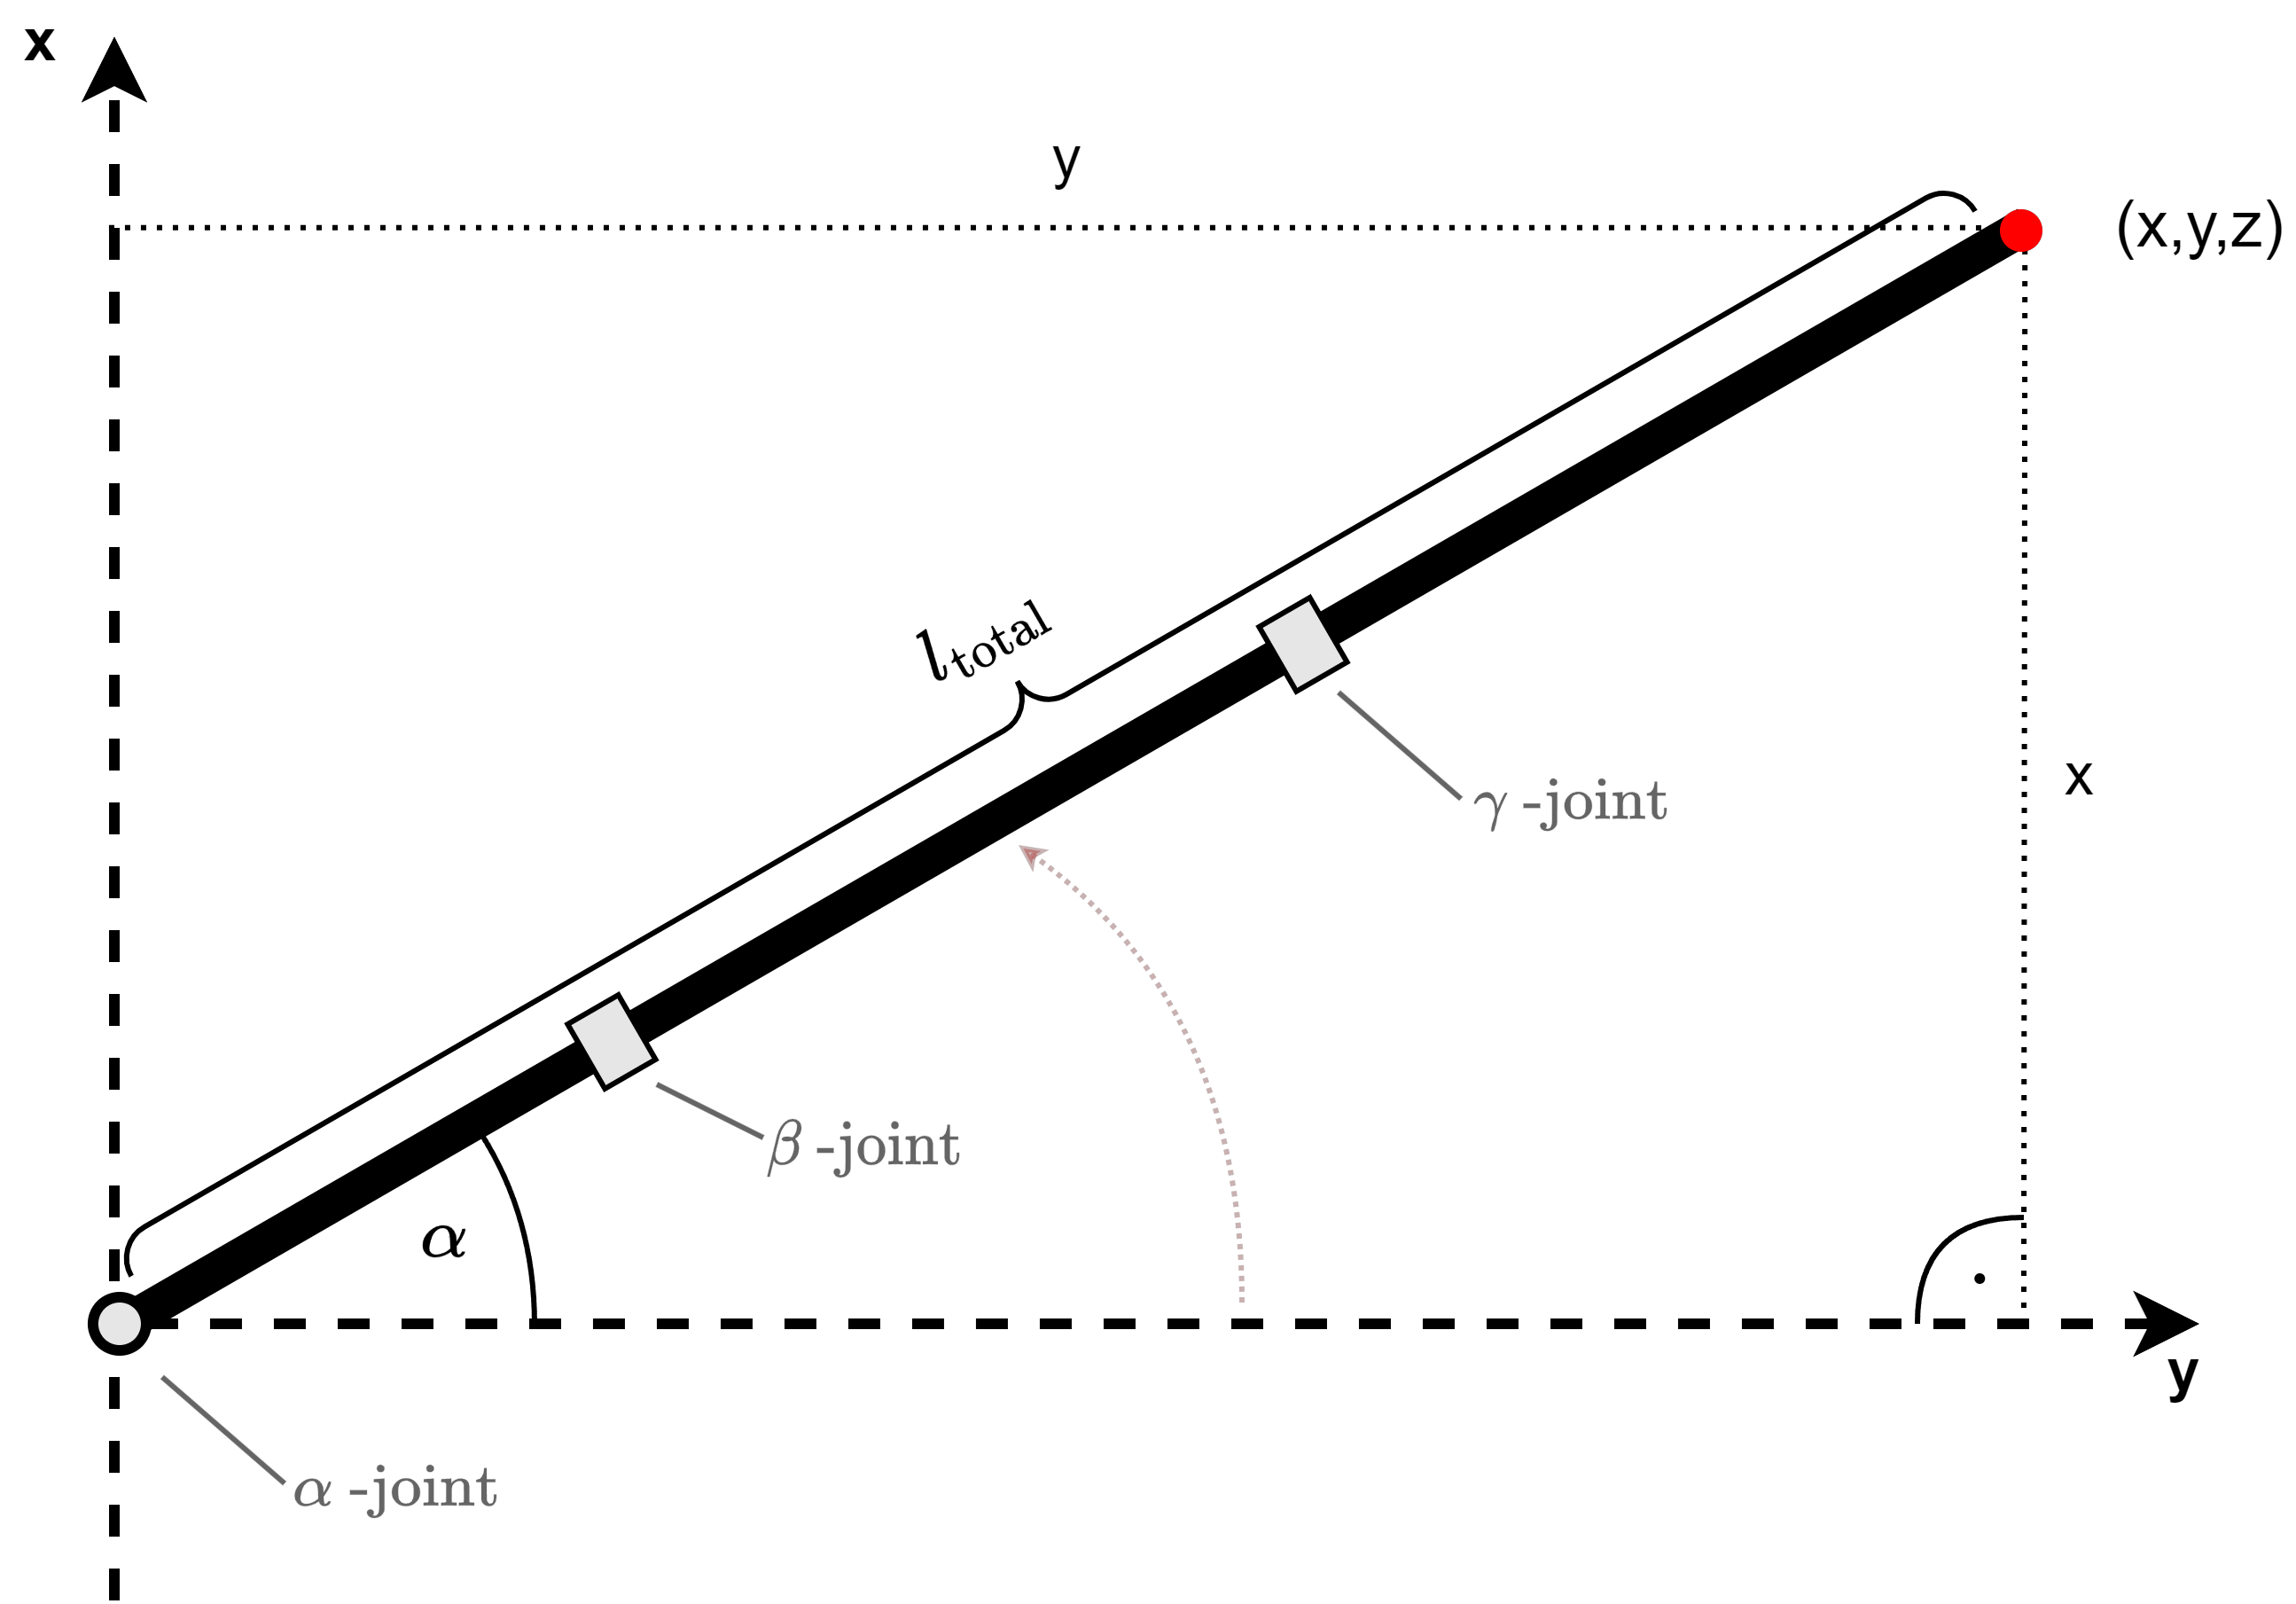 x
y
(x,y,z)
l_total
γ -joint
x
β -joint
α
y
α -joint